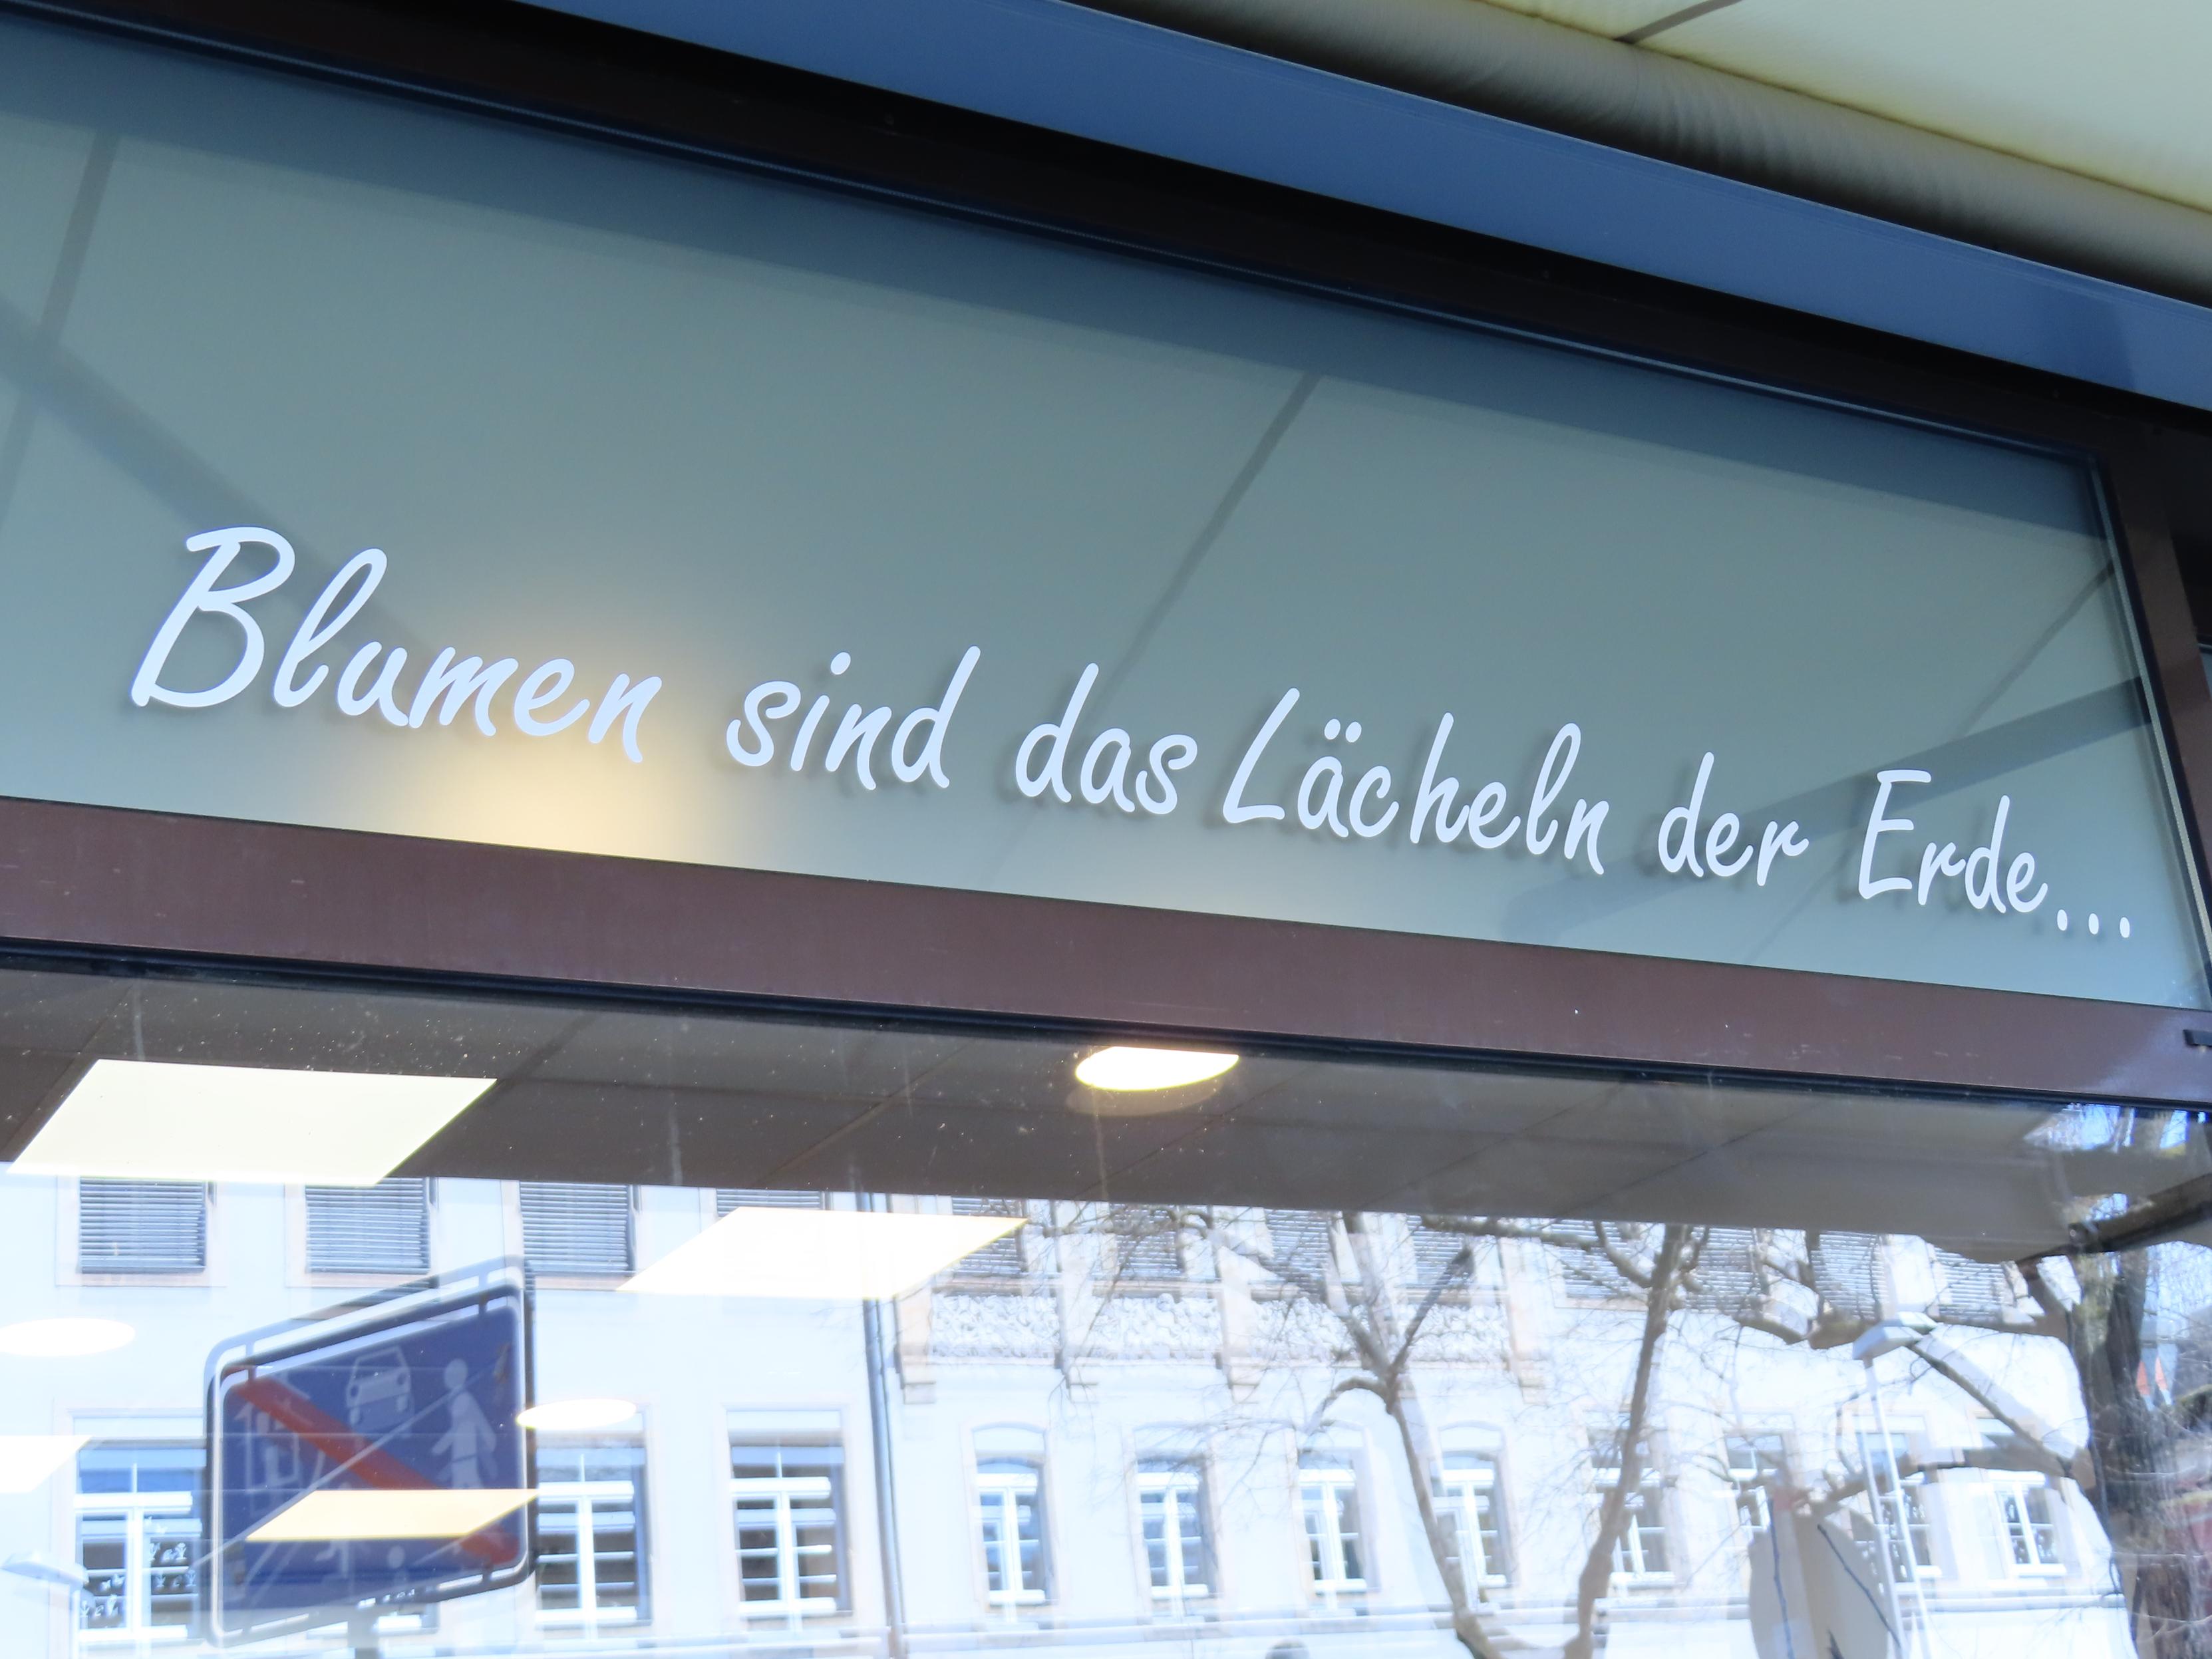 Blumen sind das Lächeln der Erde...